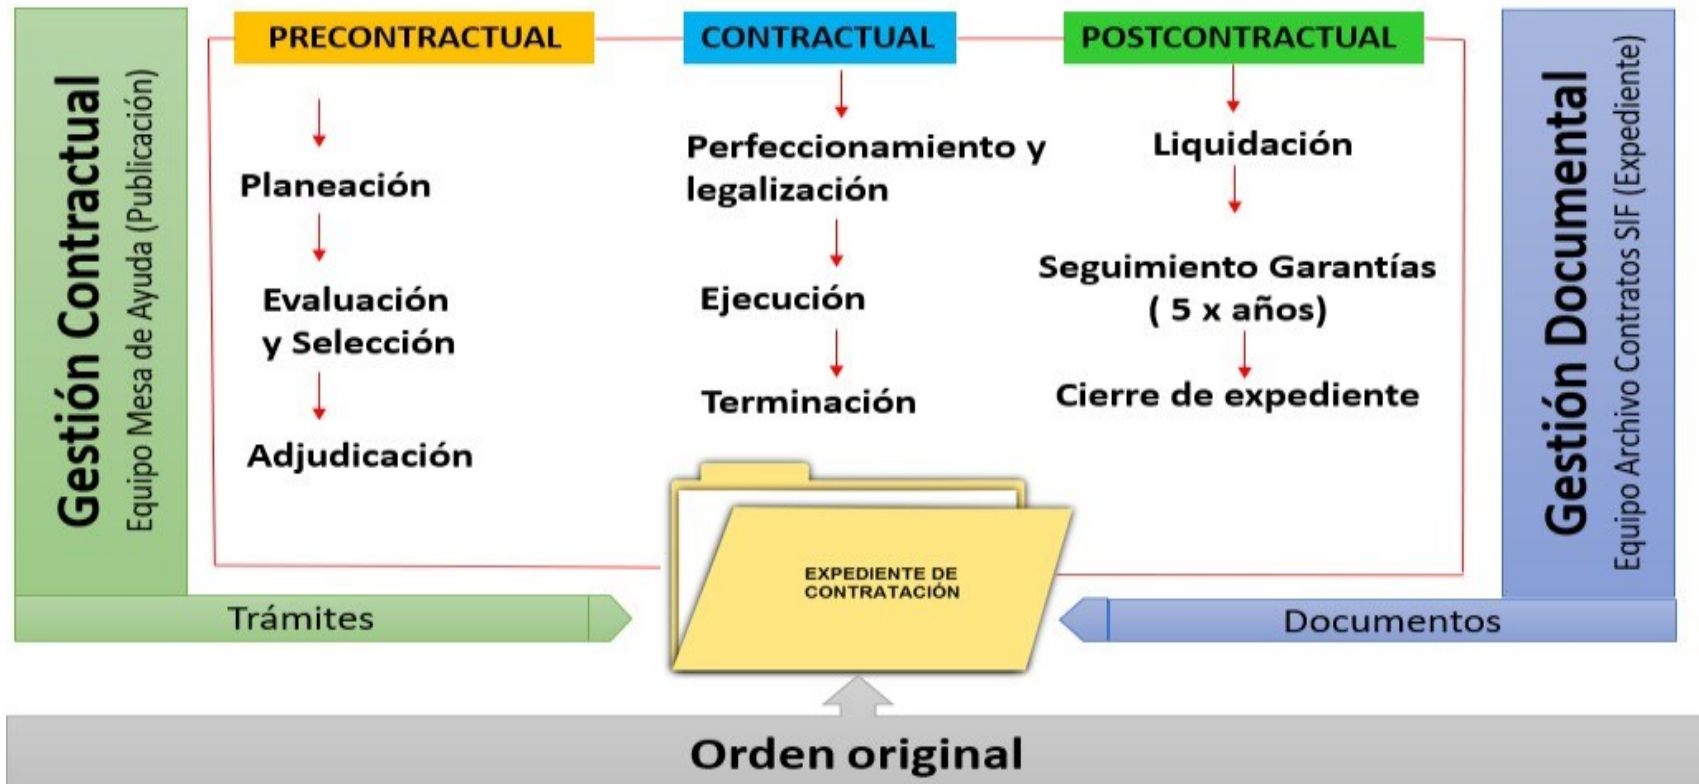 Gestión Contractual
Equipo Mesa de Ayuda (Publicación)
PRECONTRACTUAL
Planeación
Evaluación
y Selección
Adjudicación
CONTRACTUAL
Perfeccionamiento y
legalización
Ejecución
Terminación
POSTCONTRACTUAL
Liquidación
Seguimiento Garantías
( 5 x años)
Cierre de expediente
Gestión Documental
Equipo Archivo Contratos SIF (Expediente)
EXPEDIENTE DE
CONTRATACIÓN
Trámites
Documentos
Orden original